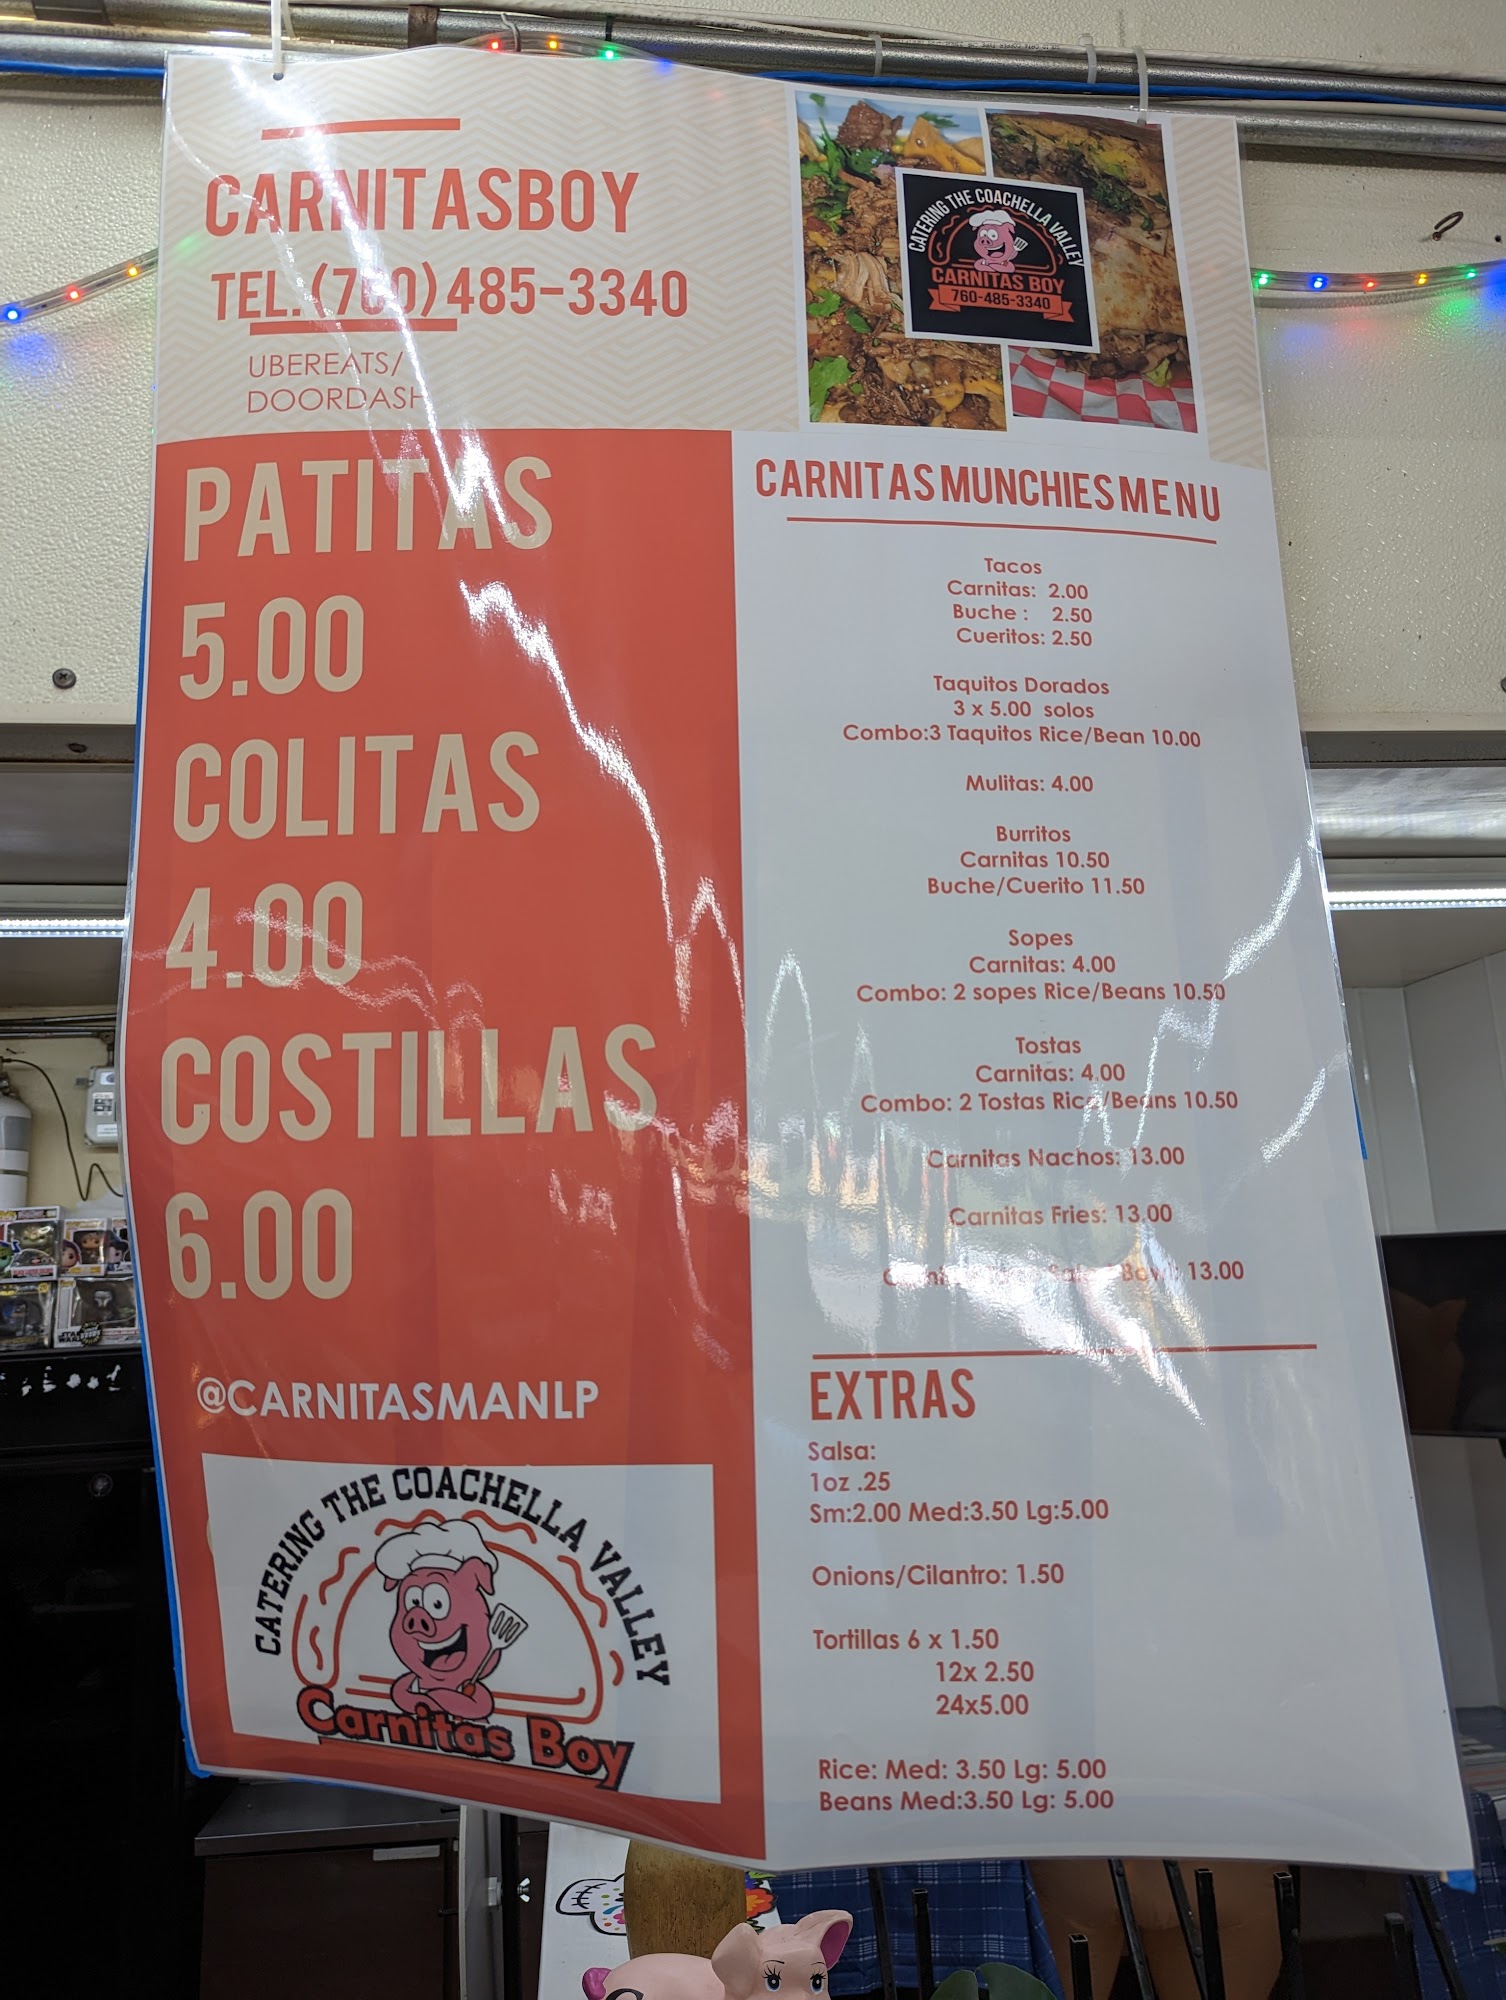 CARNITASBOY
TEL.(760)485-3340
UBEREATS/
DOORDASH
CATERING THE COACHELLA VALLEY
CARNITAS BOY
760-485-3340
PATITAS
5.00
COLITAS
4.00
COSTILLAS
6.00
@CARNITASMANLP
CATERING THE COACHELLA VALLEY
Carnitas Boy
CARNITAS MUNCHIES MENU
Tacos
Carnitas: 2.00
Buche : 2.50
Cueritos: 2.50
Taquitos Dorados
3 x 5.00 solos
Combo:3 Taquitos Rice/Bean 10.00
Mulitas: 4.00
Burritos
Carnitas 10.50
Buche/Cuerito 11.50
Sopes
Carnitas: 4.00
Combo: 2 sopes Rice/Beans 10.50
Tostas
Carnitas: 4.00
Combo: 2 Tostas Rice/Beans 10.50
Carnitas Nachos: 13.00
Carnitas Fries: 13.00
13.00
EXTRAS
Salsa:
1oz .25
Sm:2.00 Med:3.50 Lg:5.00
Onions/Cilantro: 1.50
Tortillas 6 x 1.50
12x 2.50
24x5.00
Rice: Med: 3.50 Lg: 5.00
Beans Med:3.50 Lg: 5.00